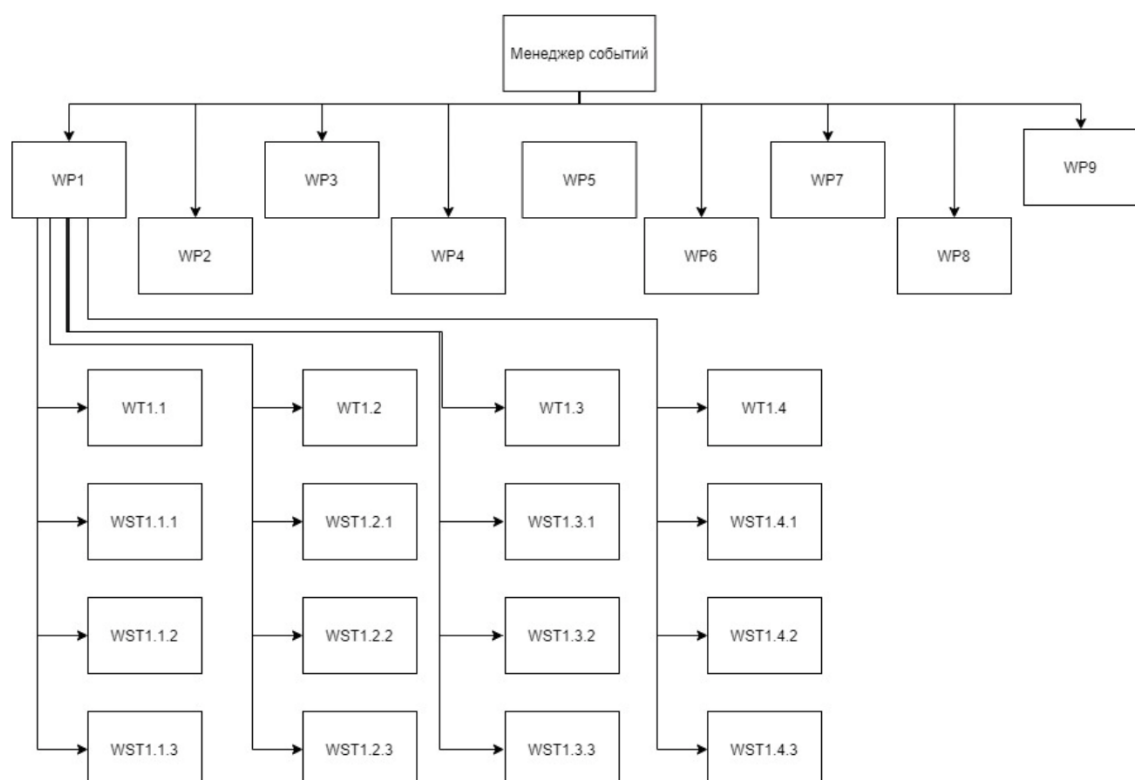 Менеджер событий
WP1
WP2
WP3
WP4
WP5
WP6
WP7
WP8
WP9
WT1.1
WT1.2
WT1.3
WT1.4
WST1.1.1
WST1.2.1
WST1.3.1
WST1.4.1
WST1.1.2
WST1.2.2
WST1.3.2
WST1.4.2
WST1.1.3
WST1.2.3
WST1.3.3
WST1.4.3